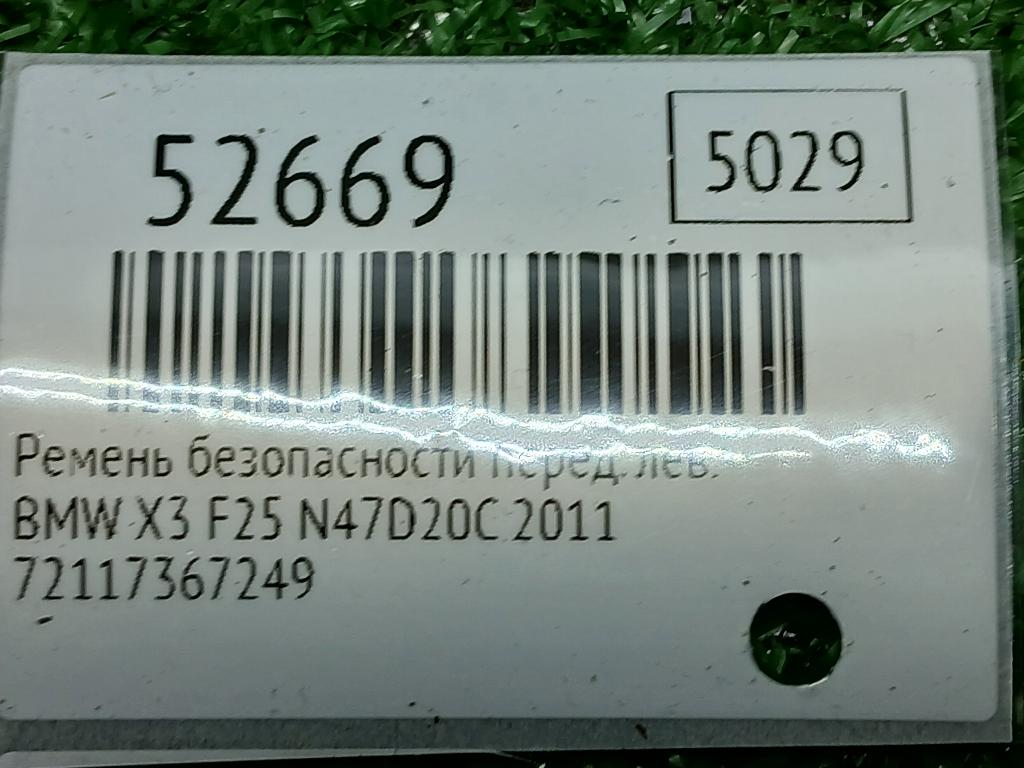 52669
5029
Ремень безопасности перед. лев.
BMW X3 F25 N47D20C 2011
72117367249